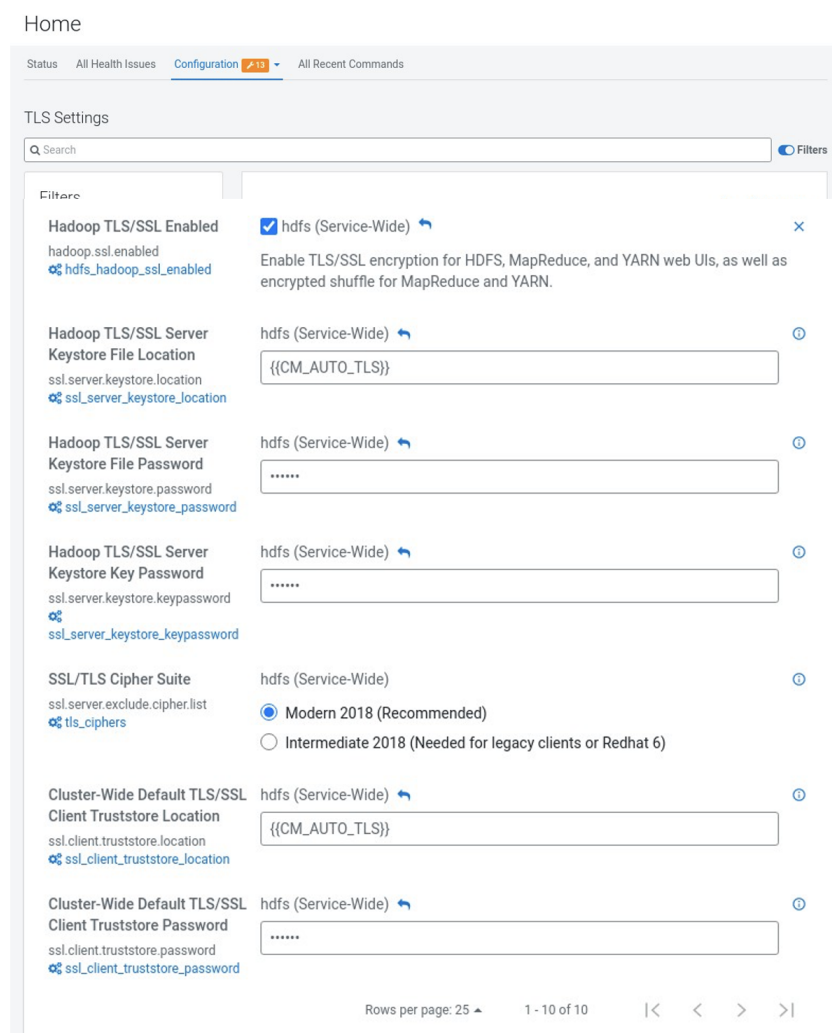 Home
Status All Health Issues Configuration 13 All Recent Commands
TLS Settings
Search Filters
Filters
Hadoop TLS/SSL Enabled hdfs (Service-Wide)
hadoop.ssl.enabled
hdfs_hadoop_ssl_enabled
Enable TLS/SSL encryption for HDFS, MapReduce, and YARN web UIs, as well as
encrypted shuffle for MapReduce and YARN.
Hadoop TLS/SSL Server
Keystore File Location
hdfs (Service-Wide)
ssl.server.keystore.location
ssl_server_keystore_location
{{CM_AUTO_TLS}}
Hadoop TLS/SSL Server
Keystore File Password
hdfs (Service-Wide)
ssl.server.keystore.password
ssl_server_keystore_password
••••••
Hadoop TLS/SSL Server
Keystore Key Password
hdfs (Service-Wide)
ssl.server.keystore.keypassword
ssl_server_keystore_keypassword
••••••
SSL/TLS Cipher Suite hdfs (Service-Wide)
ssl.server.exclude.cipher.list
tls_ciphers
Modern 2018 (Recommended)
Intermediate 2018 (Needed for legacy clients or Redhat 6)
Cluster-Wide Default TLS/SSL
Client Truststore Location
hdfs (Service-Wide)
ssl.client.truststore.location
ssl_client_truststore_location
{{CM_AUTO_TLS}}
Cluster-Wide Default TLS/SSL
Client Truststore Password
hdfs (Service-Wide)
ssl.client.truststore.password
ssl_client_truststore_password
••••••
Rows per page: 25 1 - 10 of 10